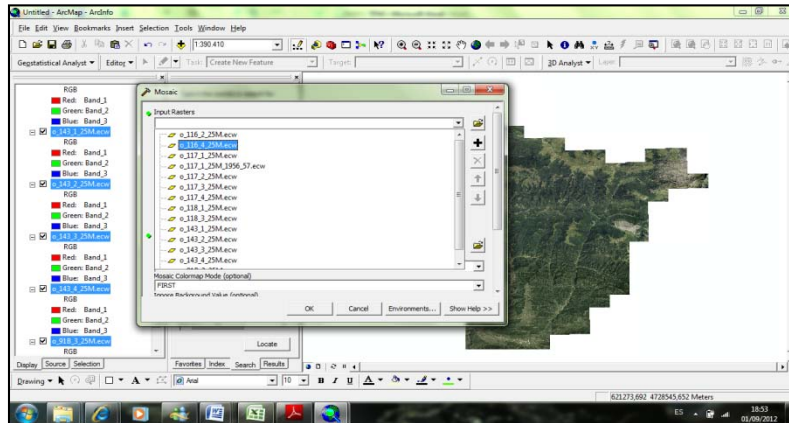 Untitled - ArcMap - ArcInfo
File Edit View Bookmarks Insert Selection Tools Window Help
1:390.410
Geostatistical Analyst Editor Task: Create New Feature Target: 3D Analyst Layer:
RGB
Red: Band_1
Green: Band_2
Blue: Band_3
o_143_1_25M.ecw
RGB
Red: Band_1
Green: Band_2
Blue: Band_3
o_143_2_25M.ecw
RGB
Red: Band_1
Green: Band_2
Blue: Band_3
o_143_3_25M.ecw
RGB
Red: Band_1
Green: Band_2
Blue: Band_3
o_143_4_25M.ecw
RGB
Red: Band_1
Green: Band_2
Blue: Band_3
o_918_3_25M.ecw
RGB
Display Source Selection
Mosaic
Input Rasters
o_116_2_25M.ecw
o_116_4_25M.ecw
o_117_1_25M.ecw
o_117_1_25M_1956_57.ecw
o_117_2_25M.ecw
o_117_3_25M.ecw
o_117_4_25M.ecw
o_118_1_25M.ecw
o_118_3_25M.ecw
o_143_1_25M.ecw
o_143_2_25M.ecw
o_143_3_25M.ecw
o_143_4_25M.ecw
Mosaic Colormap Mode (optional)
FIRST
Ignore Background Value (optional)
OK Cancel Environments... Show Help >>
Locate
Favorites Index Search Results
Drawing A Arial 10 B I U A
621273,692 4728545,652 Meters
ES 18:53
01/09/2012